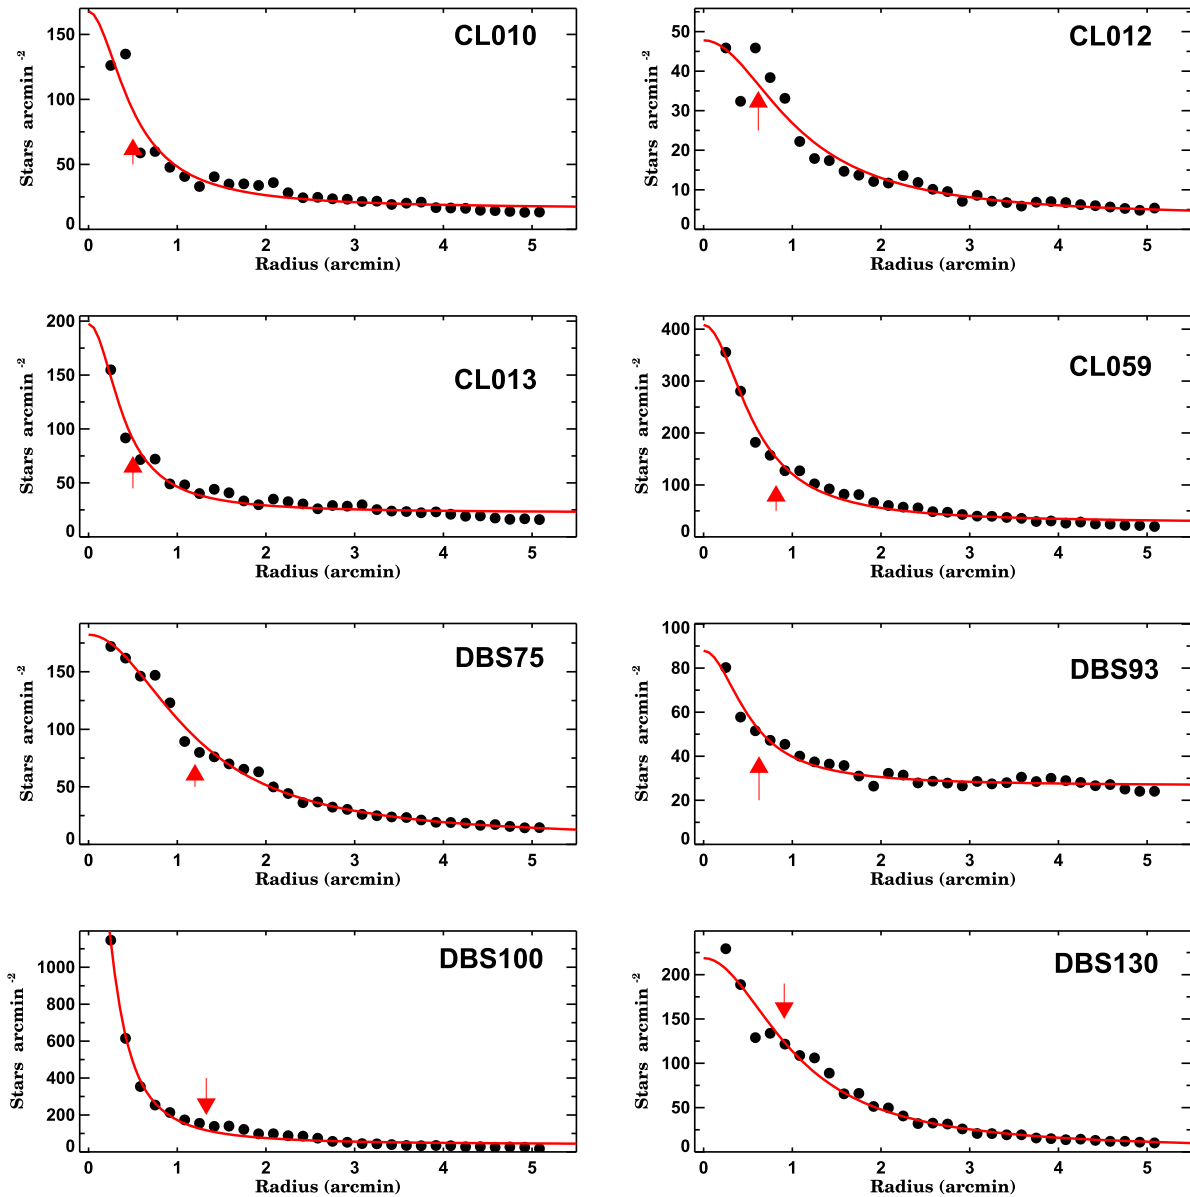 CL010
Stars arcmin⁻²
150
100
50
0
0 1 2 3 4 5
Radius (arcmin)
CL012
Stars arcmin⁻²
50
40
30
20
10
0
0 1 2 3 4 5
Radius (arcmin)
CL013
Stars arcmin⁻²
200
150
100
50
0
0 1 2 3 4 5
Radius (arcmin)
CL059
Stars arcmin⁻²
400
300
200
100
0
0 1 2 3 4 5
Radius (arcmin)
DBS75
Stars arcmin⁻²
150
100
50
0
0 1 2 3 4 5
Radius (arcmin)
DBS93
Stars arcmin⁻²
100
80
60
40
20
0
0 1 2 3 4 5
Radius (arcmin)
DBS100
Stars arcmin⁻²
1000
800
600
400
200
0
0 1 2 3 4 5
Radius (arcmin)
DBS130
Stars arcmin⁻²
200
150
100
50
0
0 1 2 3 4 5
Radius (arcmin)